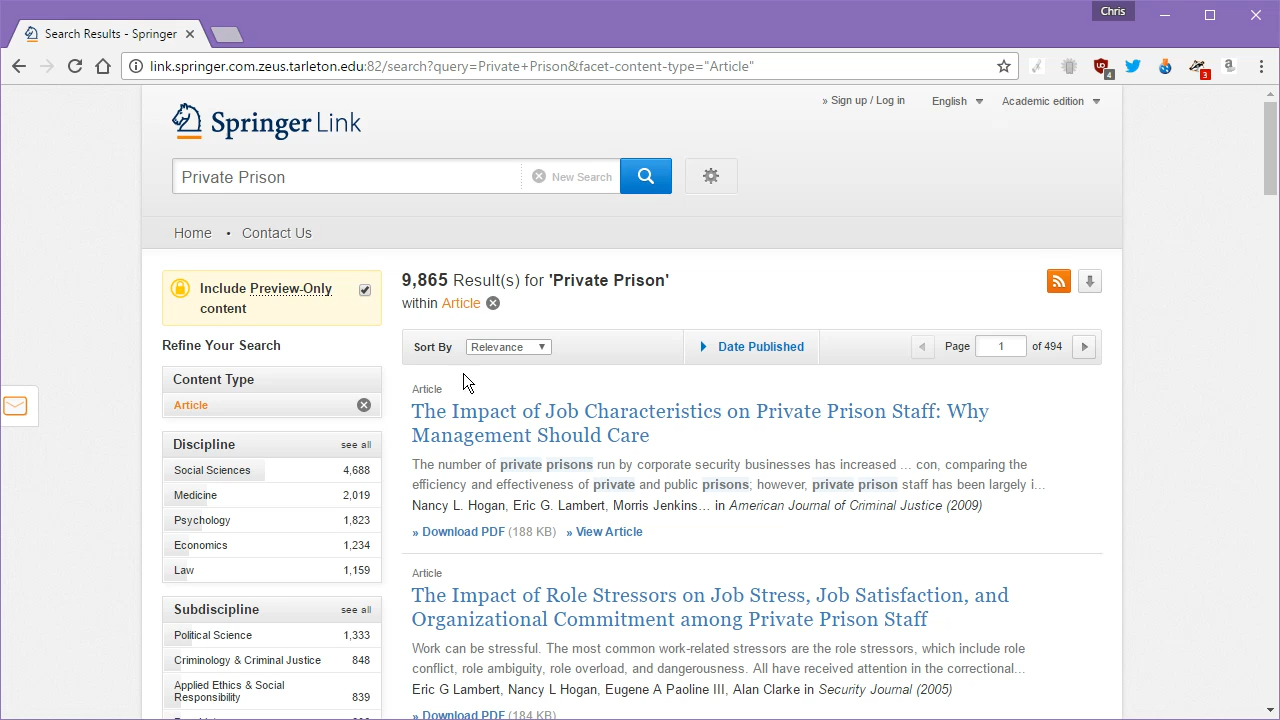 Chris
Search Results - Springer
link.springer.com.zeus.tarleton.edu:82/search?query=Private+Prison&facet-content-type="Article"
4
3
a
» Sign up / Log in English Academic edition
Springer Link
Private Prison New Search
Home • Contact Us
Include Preview-Only
content
Refine Your Search
Content Type
Article
Discipline see all
Social Sciences 4,688
Medicine 2,019
Psychology 1,823
Economics 1,234
Law 1,159
Subdiscipline see all
Political Science 1,333
Criminology & Criminal Justice 848
Applied Ethics & Social
Responsibility 839
9,865 Result(s) for 'Private Prison'
within Article
Sort By Relevance Date Published Page 1 of 494
Article
The Impact of Job Characteristics on Private Prison Staff: Why
Management Should Care
The number of private prisons run by corporate security businesses has increased ... con, comparing the
efficiency and effectiveness of private and public prisons; however, private prison staff has been largely i...
Nancy L. Hogan, Eric G. Lambert, Morris Jenkins... in American Journal of Criminal Justice (2009)
» Download PDF (188 KB) » View Article
Article
The Impact of Role Stressors on Job Stress, Job Satisfaction, and
Organizational Commitment among Private Prison Staff
Work can be stressful. The most common work-related stressors are the role stressors, which include role
conflict, role ambiguity, role overload, and dangerousness. All have received attention in the correctional...
Eric G Lambert, Nancy L Hogan, Eugene A Paoline III, Alan Clarke in Security Journal (2005)
» Download PDF (184 KB)